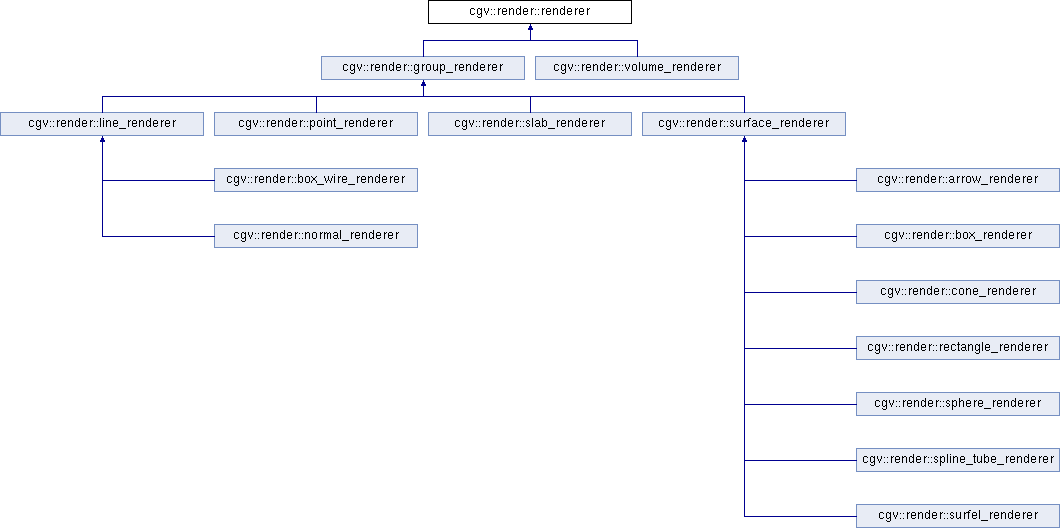 cgv::render::renderer
cgv::render::group_renderer
cgv::render::volume_renderer
cgv::render::line_renderer
cgv::render::point_renderer
cgv::render::slab_renderer
cgv::render::surface_renderer
cgv::render::box_wire_renderer
cgv::render::arrow_renderer
cgv::render::normal_renderer
cgv::render::box_renderer
cgv::render::cone_renderer
cgv::render::rectangle_renderer
cgv::render::sphere_renderer
cgv::render::spline_tube_renderer
cgv::render::surfel_renderer